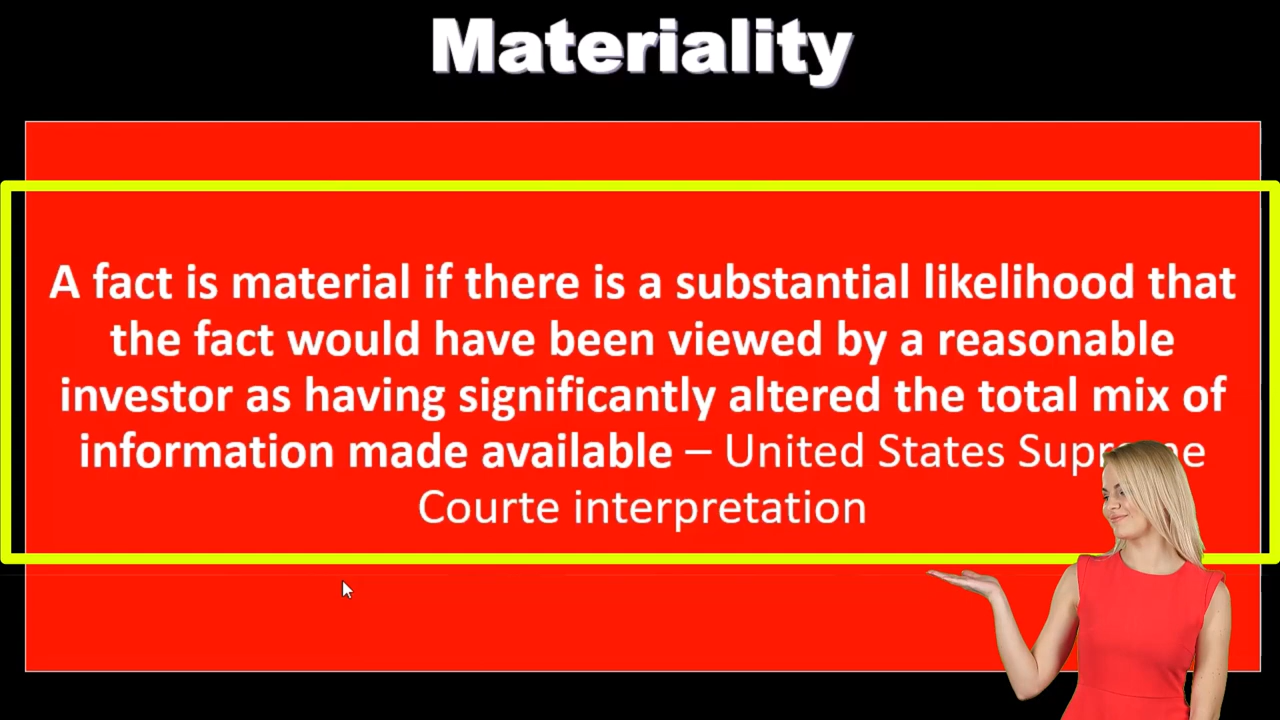 Materiality
A fact is material if there is a substantial likelihood that
the fact would have been viewed by a reasonable
investor as having significantly altered the total mix of
information made available – United States Supreme
Courte interpretation